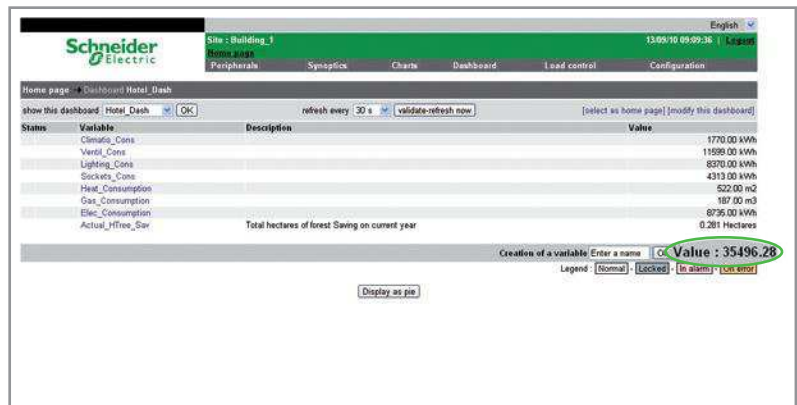 English
Schneider Electric
Site : Building_1
13/09/10 09:09:36 | Logout
Home page
Peripherals Synoptics Charts Dashboard Load control Configuration
Home page Dashboard Hotel_Dash
show this dashboard Hotel_Dash OK refresh every 30 s validate-refresh now [select as home page] [modify this dashboard]
Status Variable Description Value
Climatis_Cons 1770.00 kWh
Ventil_Cons 11599.00 kWh
Lighting_Cons 8370.00 kWh
Sockets_Cons 4313.00 kWh
Heat_Consumption 522.00 m2
Gas_Consumption 187.00 m3
Elec_Consumption 8735.00 kWh
Actual_HTree_Sav Total hectares of forest Saving on current year 0.281 Hectares
Creation of a variable Enter a name Value : 35496.28
Legend : Normal - Locked - In alarm - On error
Display as pie